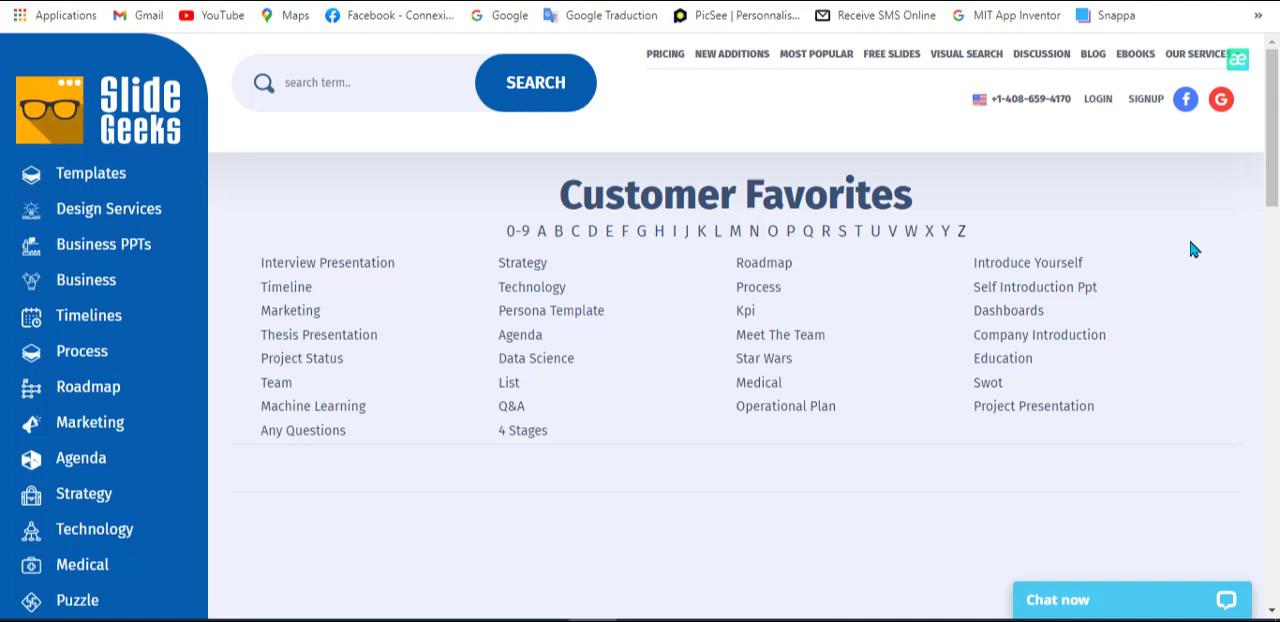 Applications Gmail YouTube Maps Facebook - Connexi... Google Google Traduction PicSee | Personnalis... Receive SMS Online MIT App Inventor Snappa »
PRICING NEW ADDITIONS MOST POPULAR FREE SLIDES VISUAL SEARCH DISCUSSION BLOG EBOOKS OUR SERVICES
æ
search term..
SEARCH
+1-408-659-4170 LOGIN SIGNUP f G
Slide
Geeks
Templates
Design Services
Business PPTs
Business
Timelines
Process
Roadmap
Marketing
Agenda
Strategy
Technology
Medical
Puzzle
Customer Favorites
0-9 A B C D E F G H I J K L M N O P Q R S T U V W X Y Z
Interview Presentation Strategy Roadmap Introduce Yourself
Timeline Technology Process Self Introduction Ppt
Marketing Persona Template Kpi Dashboards
Thesis Presentation Agenda Meet The Team Company Introduction
Project Status Data Science Star Wars Education
Team List Medical Swot
Machine Learning Q&A Operational Plan Project Presentation
Any Questions 4 Stages
Chat now